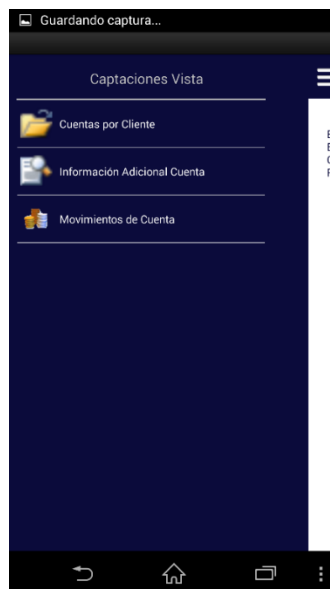 Guardando captura...
Captaciones Vista
Cuentas por Cliente
Información Adicional Cuenta
Movimientos de Cuenta